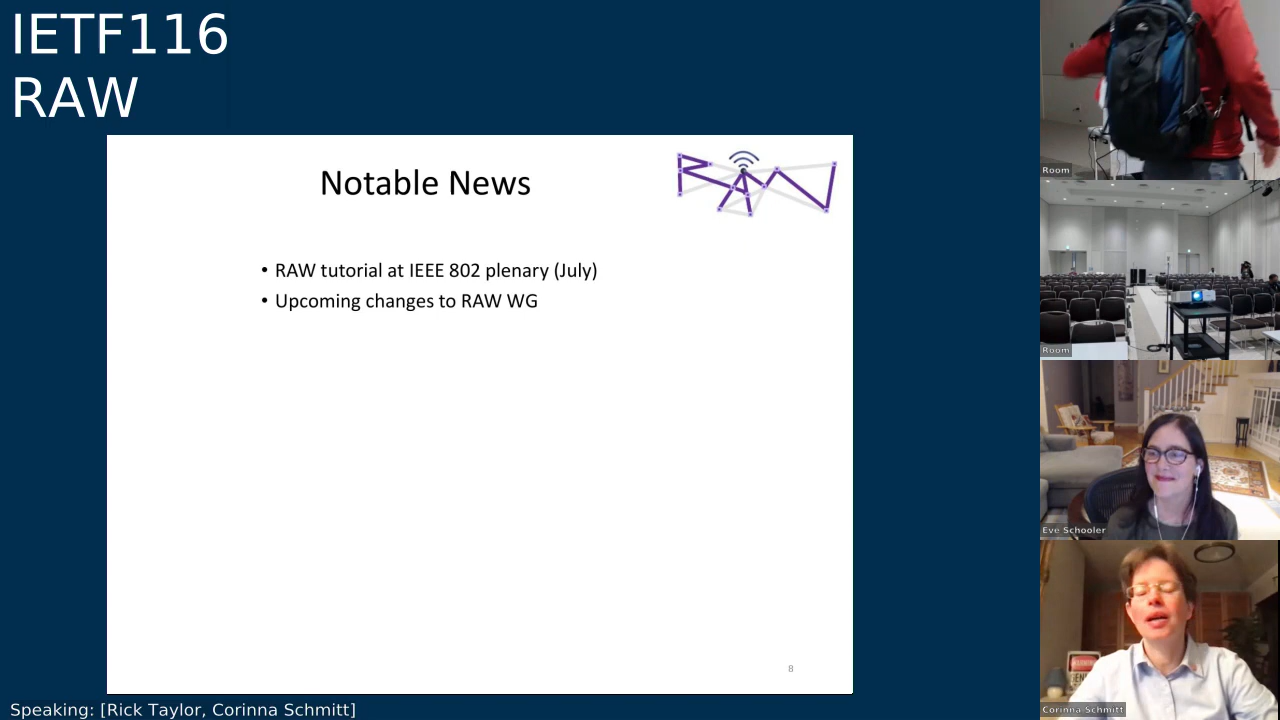 IETF116
RAW
Notable News
RAW
• RAW tutorial at IEEE 802 plenary (July)
• Upcoming changes to RAW WG
8
Speaking: [Rick Taylor, Corinna Schmitt]
Room
Room
Eve Schooler
Corinna Schmitt